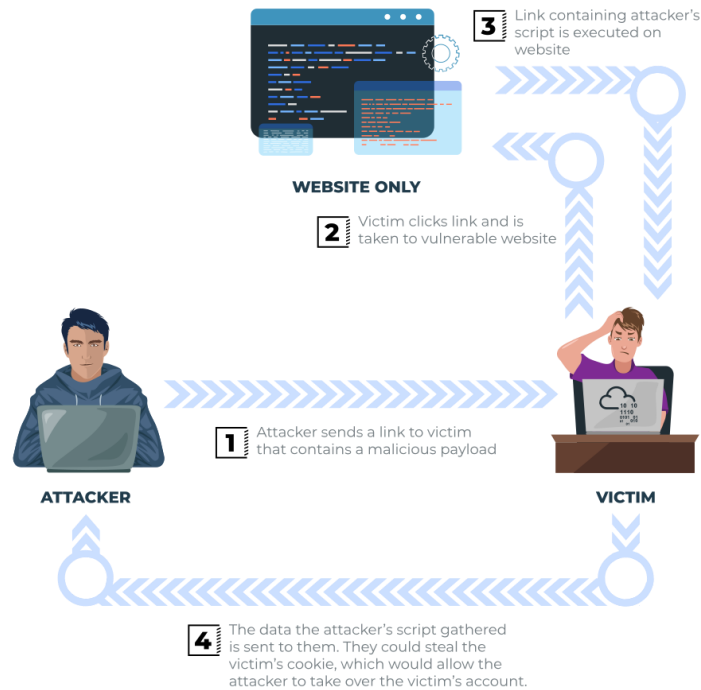 3
Link containing attacker's
script is executed on
website
WEBSITE ONLY
2
Victim clicks link and is
taken to vulnerable website
10 10
1110
1
Attacker sends a link to victim
that contains a malicious payload
ATTACKER
VICTIM
4
The data the attacker's script gathered
is sent to them. They could steal the
victim's cookie, which would allow the
attacker to take over the victim's account.